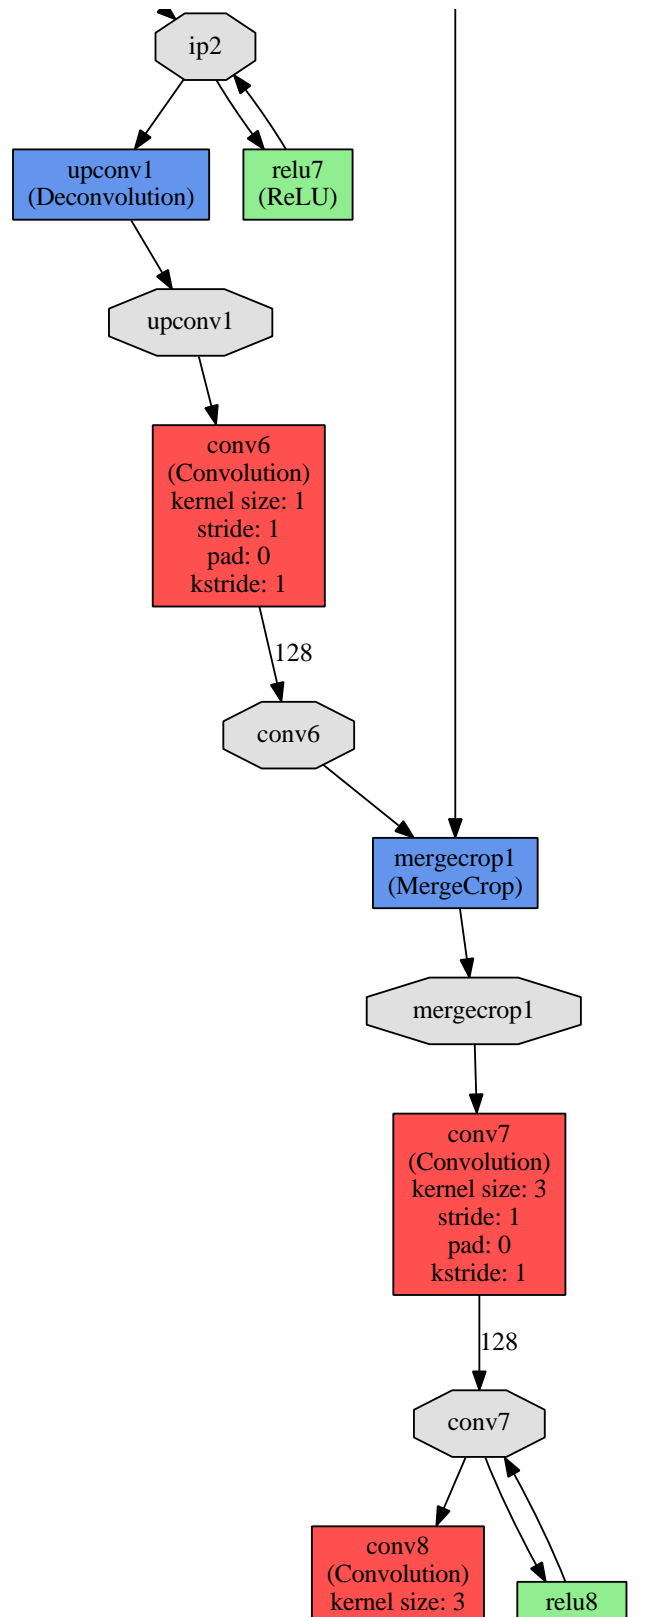 ip2
upconv1
(Deconvolution)
relu7
(ReLU)
upconv1
conv6
(Convolution)
kernel size: 1
stride: 1
pad: 0
kstride: 1
128
conv6
mergecrop1
(MergeCrop)
mergecrop1
conv7
(Convolution)
kernel size: 3
stride: 1
pad: 0
kstride: 1
128
conv7
conv8
(Convolution)
kernel size: 3
relu8